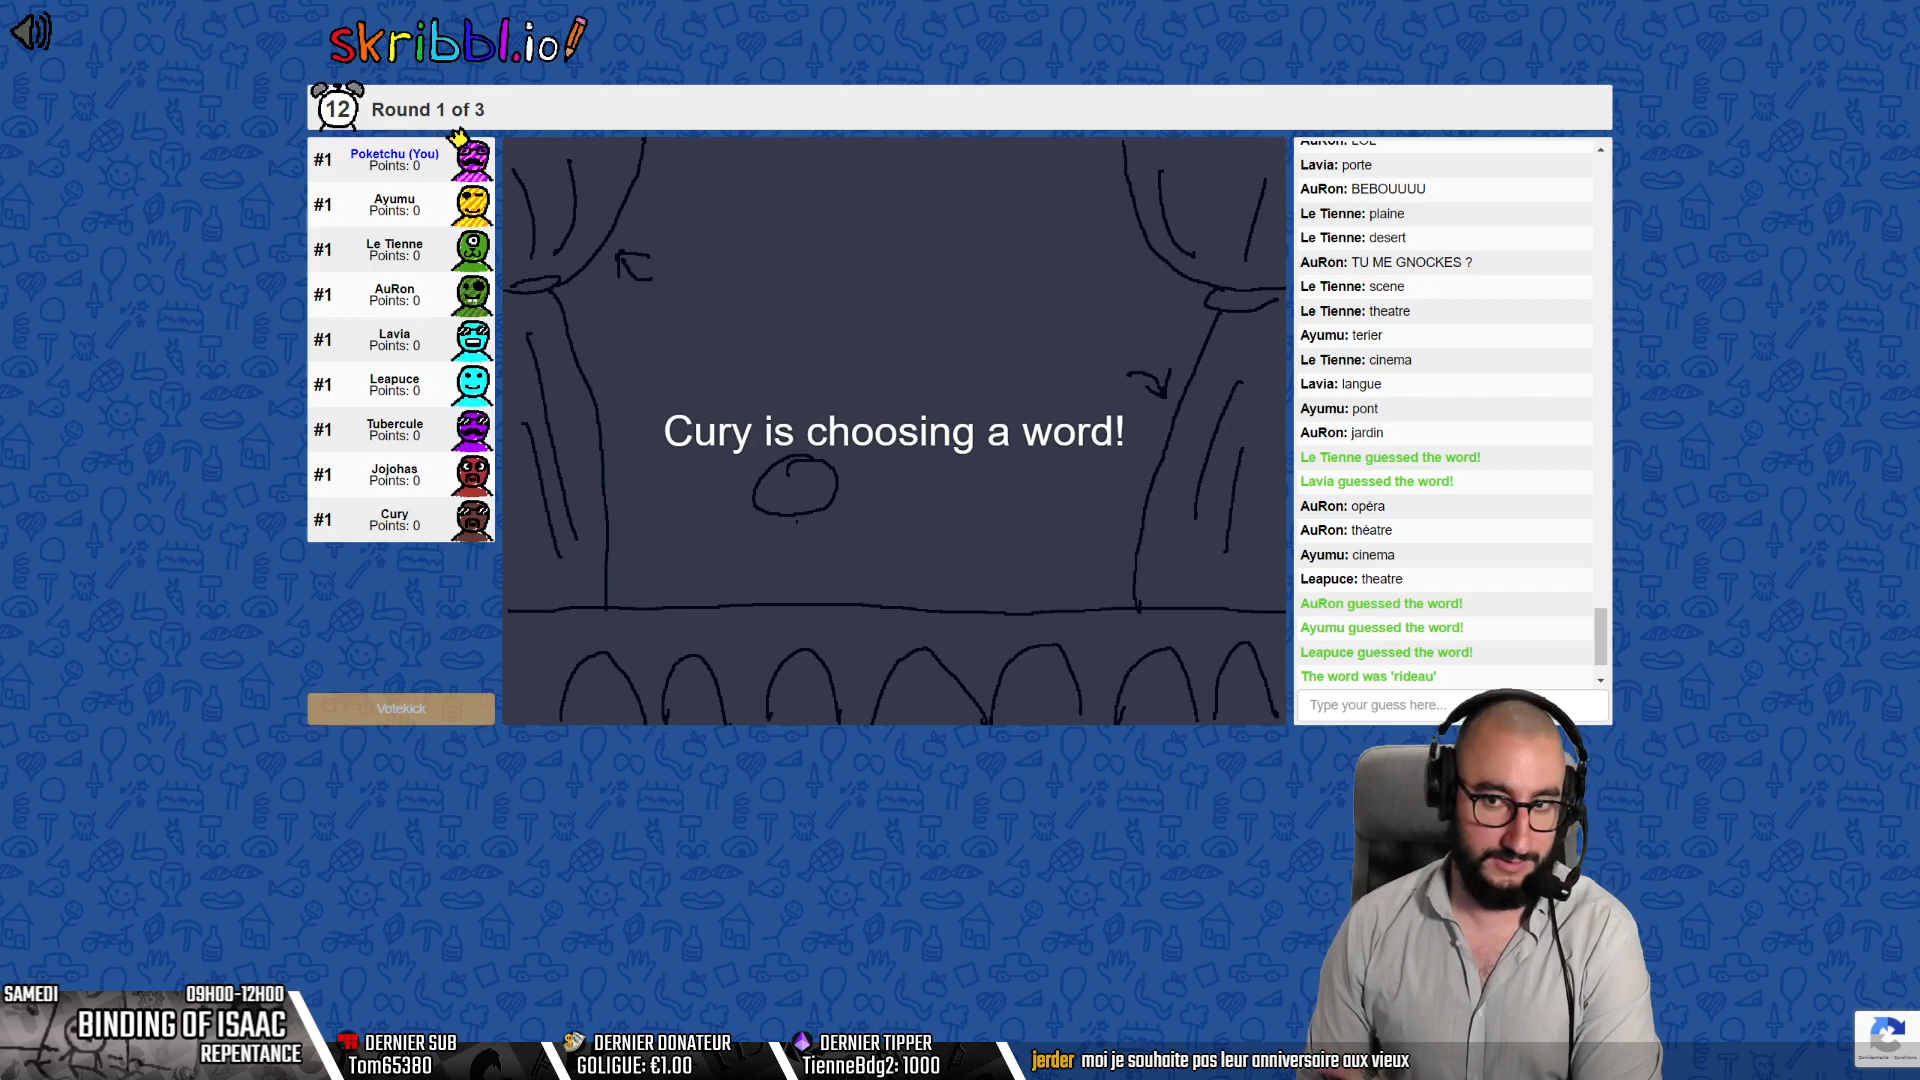 skribbl.io
12
Round 1 of 3
#1
Poketchu (You)
Points: 0
#1
Ayumu
Points: 0
#1
Le Tienne
Points: 0
#1
AuRon
Points: 0
#1
Lavia
Points: 0
#1
Leapuce
Points: 0
#1
Tubercule
Points: 0
#1
Jojohas
Points: 0
#1
Cury
Points: 0
Votekick
Cury is choosing a word!
AuRon: LOL
Lavia: porte
AuRon: BEBOUUUU
Le Tienne: plaine
Le Tienne: desert
AuRon: TU ME GNOCKES ?
Le Tienne: scene
Le Tienne: theatre
Ayumu: terier
Le Tienne: cinema
Lavia: langue
Ayumu: pont
AuRon: jardin
Le Tienne guessed the word!
Lavia guessed the word!
AuRon: opéra
AuRon: théatre
Ayumu: cinema
Leapuce: theatre
AuRon guessed the word!
Ayumu guessed the word!
Leapuce guessed the word!
The word was 'rideau'
Type your guess here...
SAMEDI 09H00-12H00
BINDING OF ISAAC
REPENTANCE
DERNIER SUB
Tom65380
DERNIER DONATEUR
GOLIGUE: €1.00
DERNIER TIPPER
TienneBdg2: 1000
jerder moi je souhaite pas leur anniversaire aux vieux